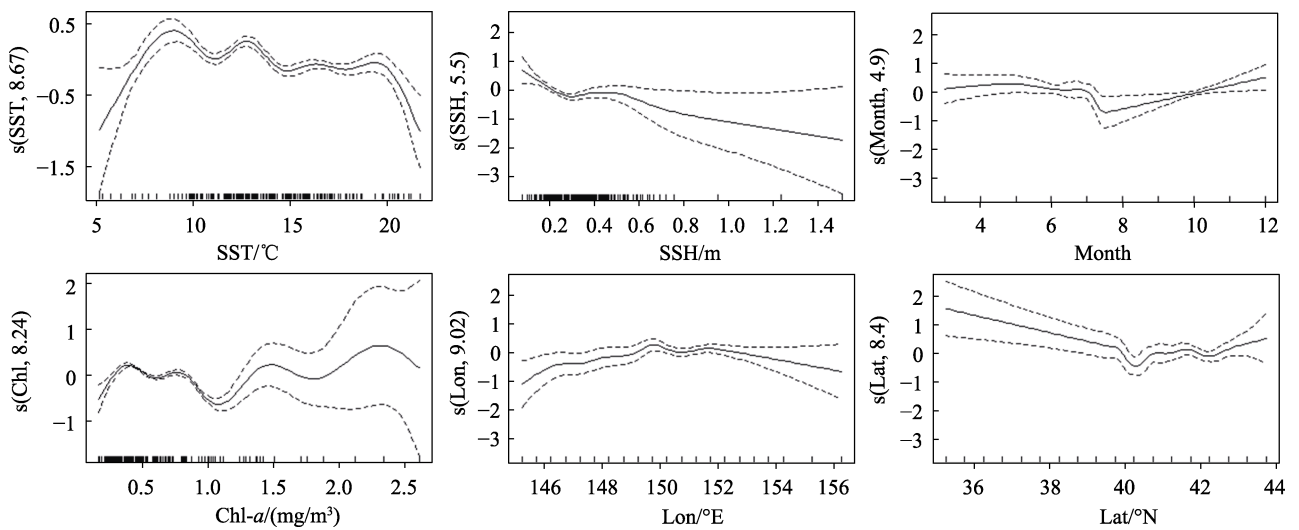 s(SST, 8.67)
0.5
−0.5
−1.5
5 10 15 20
SST/℃
s(SSH, 5.5)
2
1
0
−1
−2
−3
0.2 0.4 0.6 0.8 1.0 1.2 1.4
SSH/m
s(Month, 4.9)
2
1
0
−1
−2
−3
4 6 8 10 12
Month
s(Chl, 8.24)
2
1
0
−1
0.5 1.0 1.5 2.0 2.5
Chl-a/(mg/m³)
s(Lon, 9.02)
2
1
0
−1
−2
−3
146 148 150 152 154 156
Lon/°E
s(Lat, 8.4)
2
1
0
−1
−2
−3
36 38 40 42 44
Lat/°N